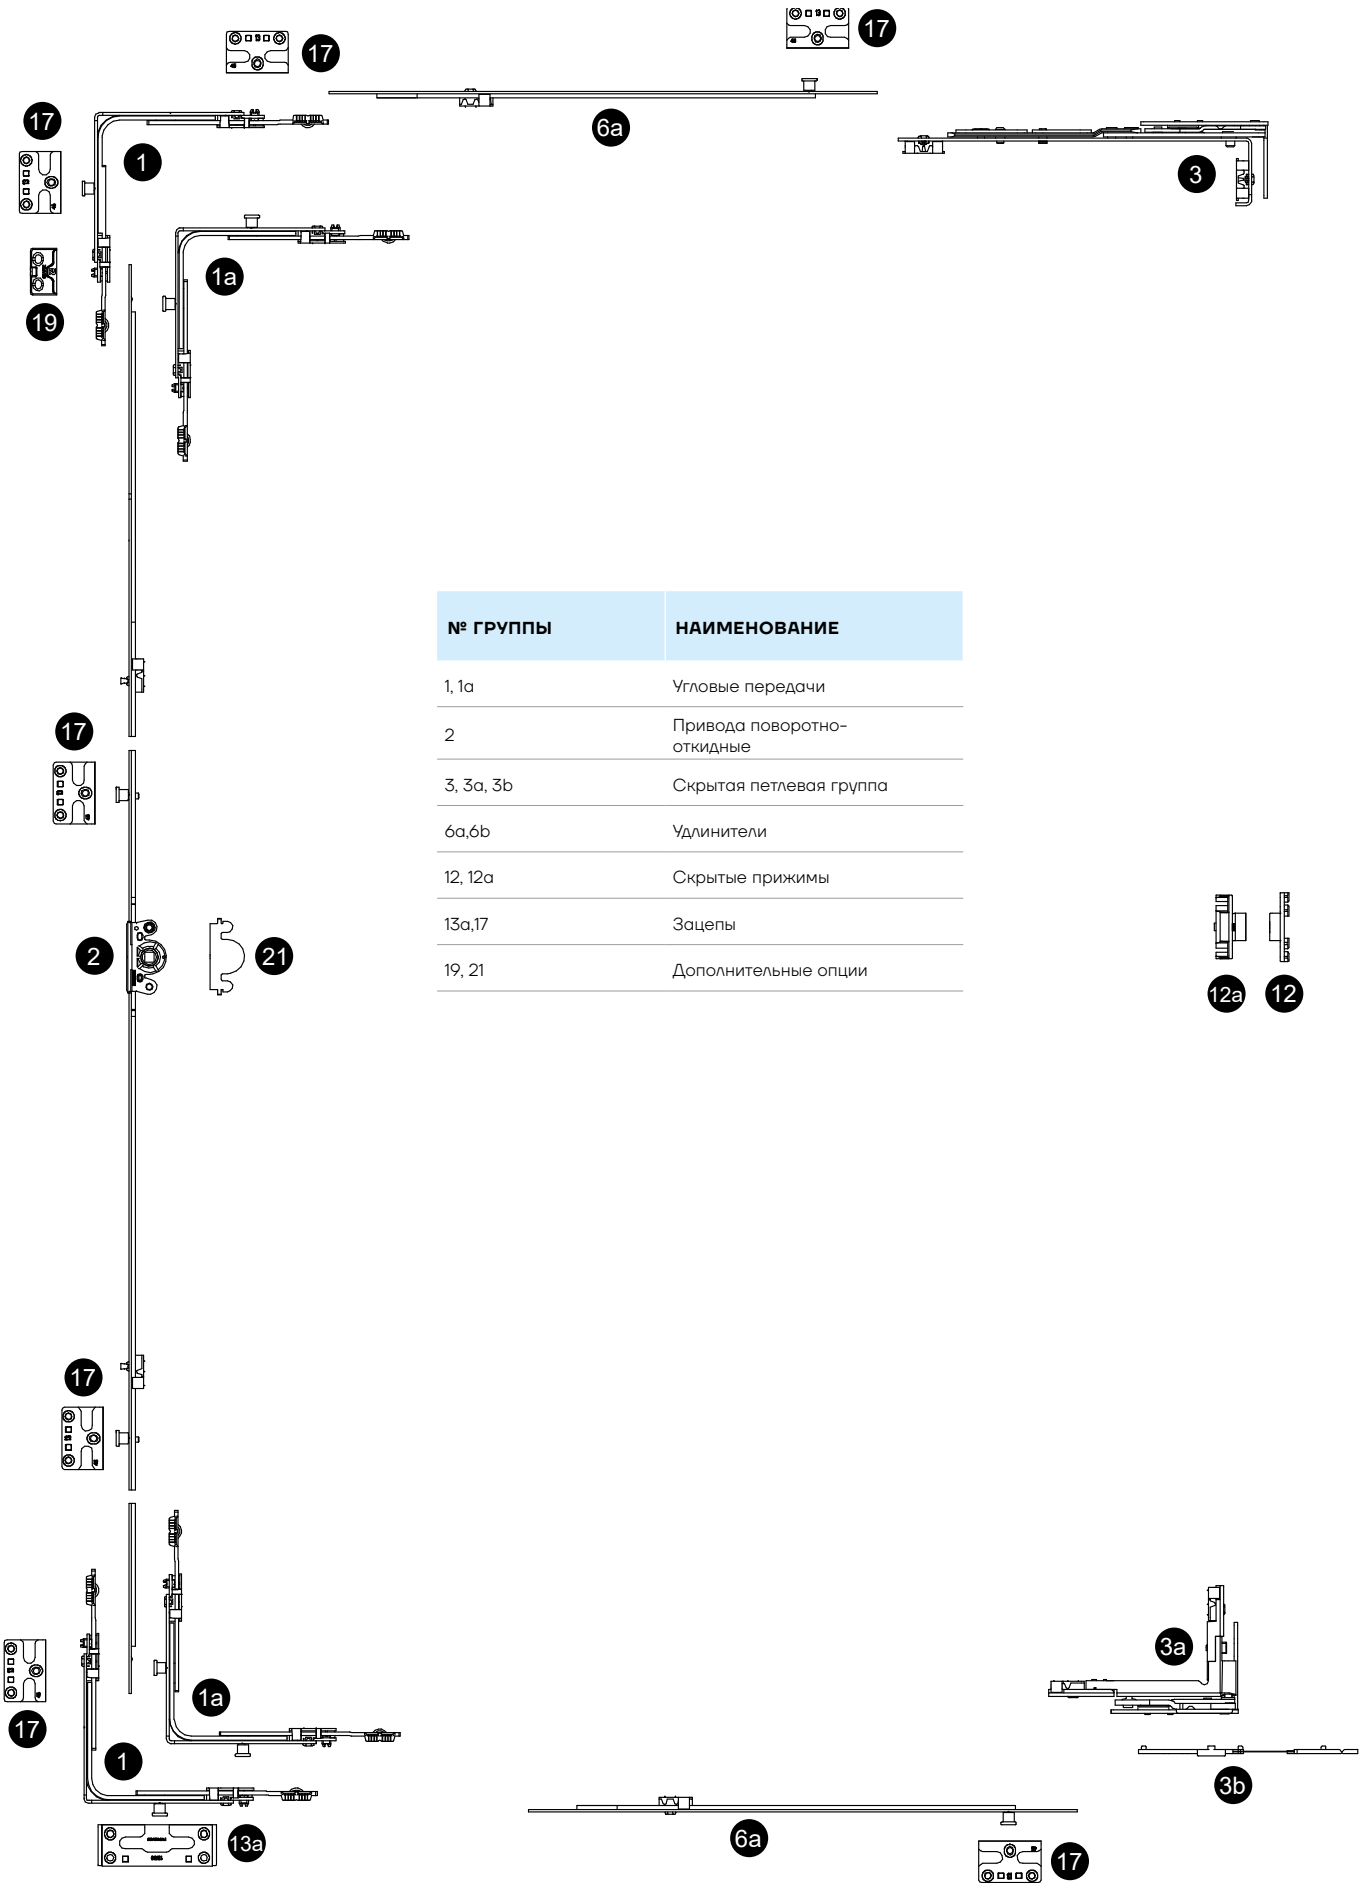 17
17
6a
17
1
3
1a
19
№ ГРУППЫ НАИМЕНОВАНИЕ
1, 1a Угловые передачи
2 Привода поворотно-
откидные
3, 3a, 3b Скрытая петлевая группа
6a,6b Удлинители
12, 12a Скрытые прижимы
13a,17 Зацепы
19, 21 Дополнительные опции
17
2
21
12a
12
17
3a
1a
17
1
3b
6a
13a
17